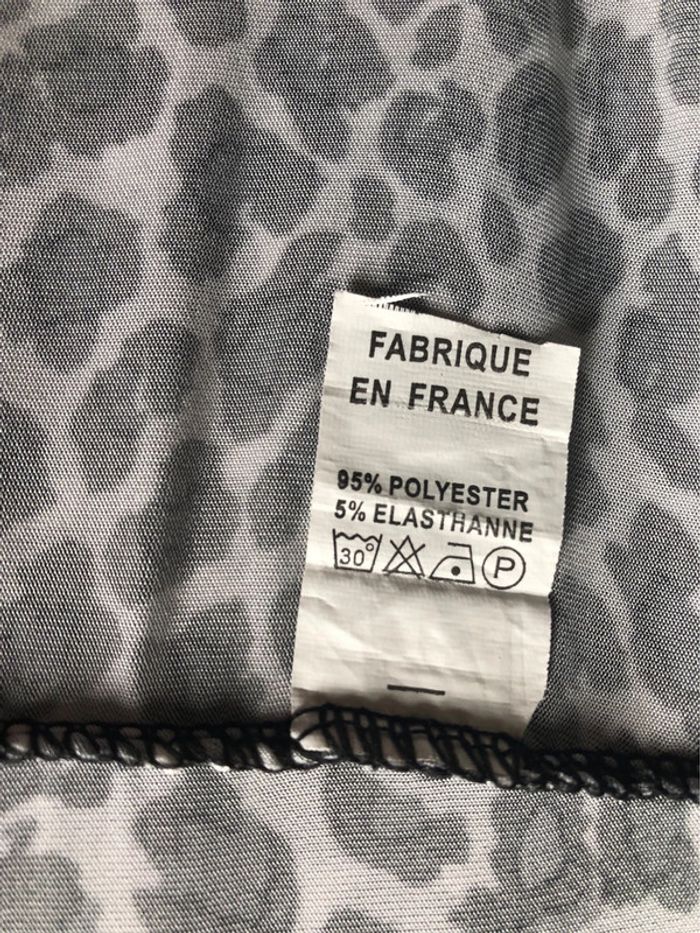 FABRIQUE
EN FRANCE
95% POLYESTER
5% ELASTHANNE
30° P